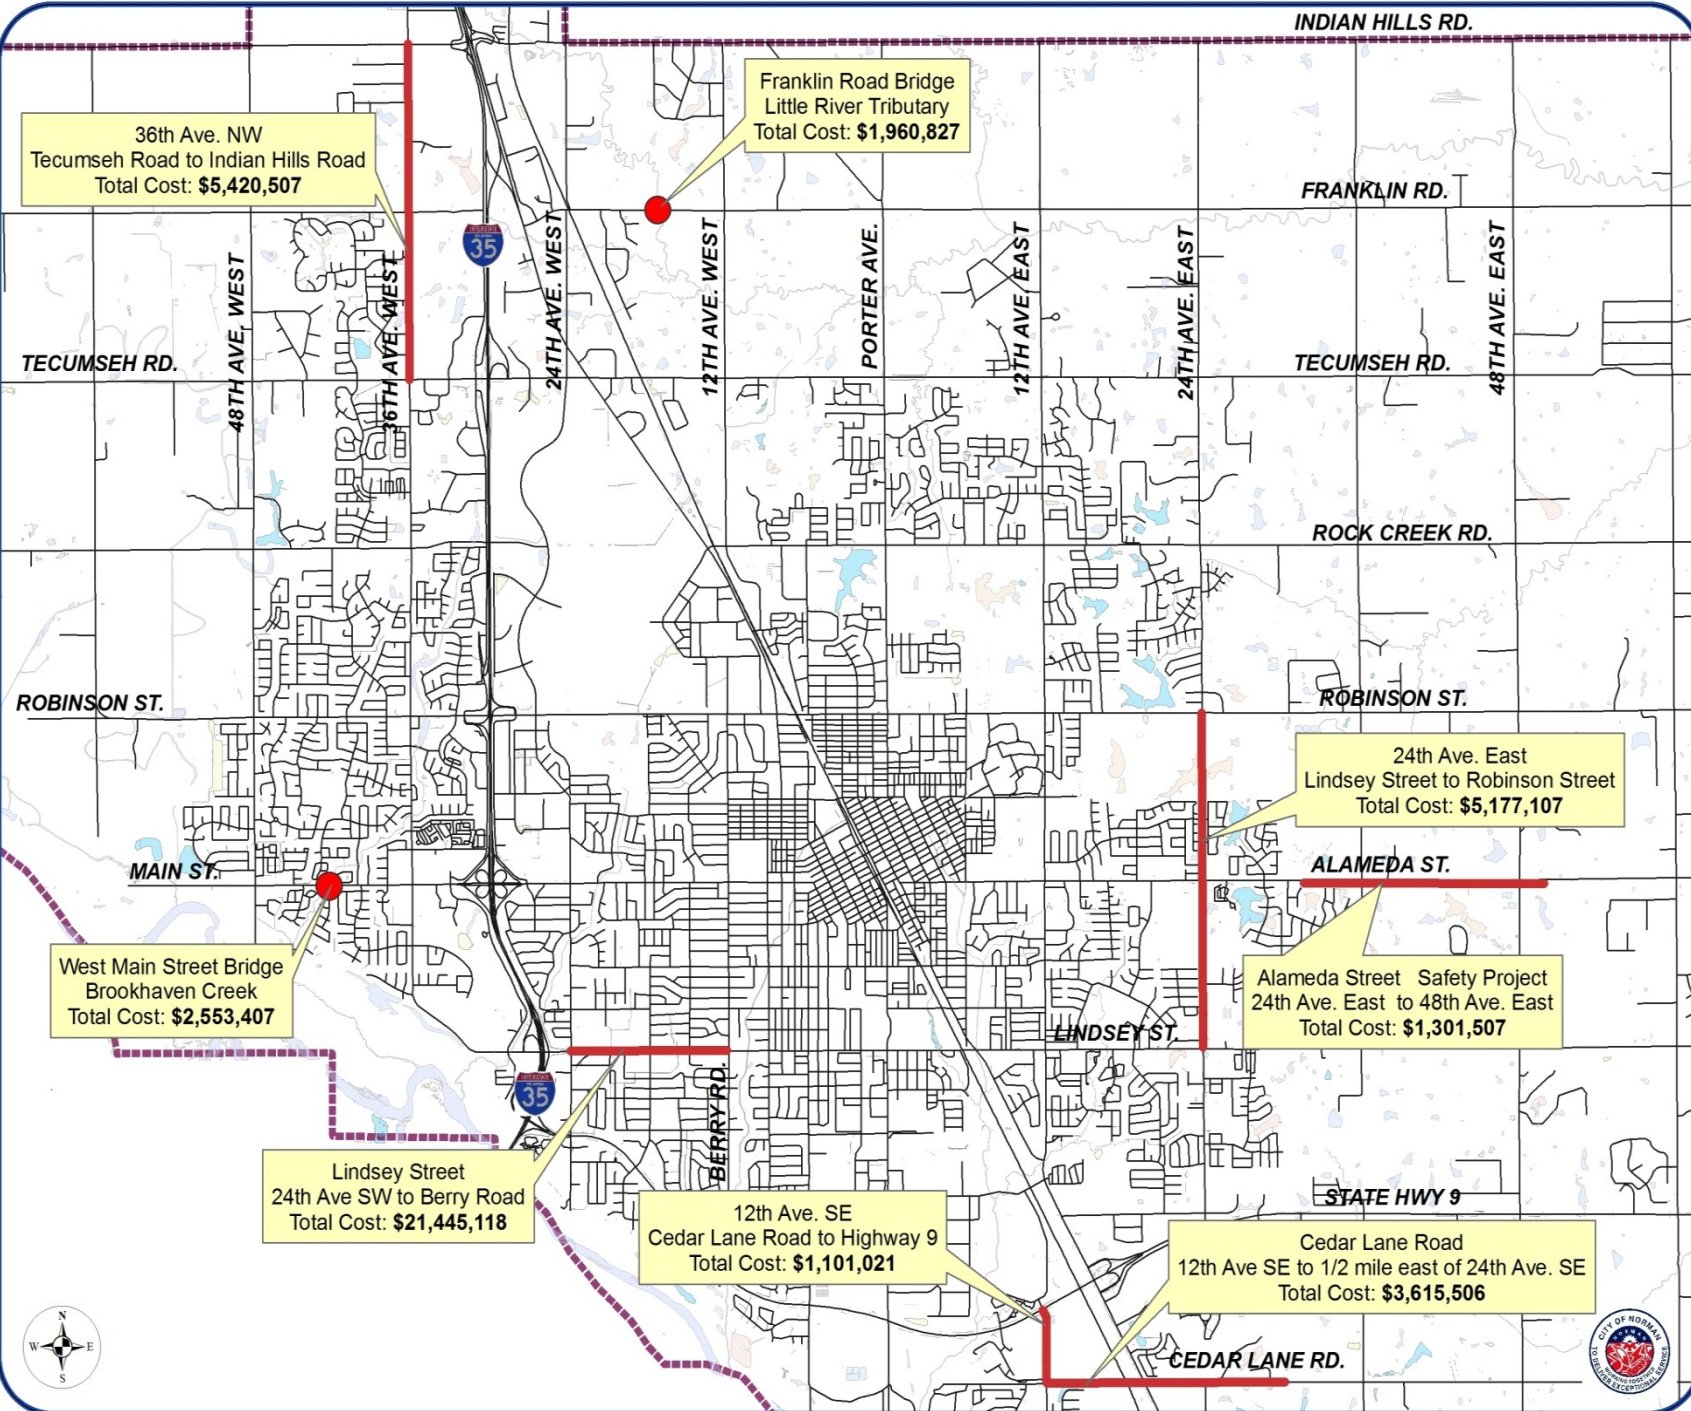 INDIAN HILLS RD.
Franklin Road Bridge
Little River Tributary
Total Cost: $1,960,827
36th Ave. NW
Tecumseh Road to Indian Hills Road
Total Cost: $5,420,507
FRANKLIN RD.
INTERSTATE
35
48TH AVE. WEST
36TH AVE. WEST
24TH AVE. WEST
12TH AVE. WEST
PORTER AVE.
12TH AVE. EAST
24TH AVE. EAST
48TH AVE. EAST
TECUMSEH RD.
TECUMSEH RD.
ROCK CREEK RD.
ROBINSON ST.
ROBINSON ST.
24th Ave. East
Lindsey Street to Robinson Street
Total Cost: $5,177,107
MAIN ST.
ALAMEDA ST.
West Main Street Bridge
Brookhaven Creek
Total Cost: $2,553,407
Alameda Street Safety Project
24th Ave. East to 48th Ave. East
Total Cost: $1,301,507
LINDSEY ST.
INTERSTATE
35
BERRY RD.
Lindsey Street
24th Ave SW to Berry Road
Total Cost: $21,445,118
STATE HWY 9
12th Ave. SE
Cedar Lane Road to Highway 9
Total Cost: $1,101,021
Cedar Lane Road
12th Ave SE to 1/2 mile east of 24th Ave. SE
Total Cost: $3,615,506
CEDAR LANE RD.
N
W E
S
CITY OF NORMAN
WORKING TOGETHER
TO DELIVER EXCEPTIONAL SERVICE